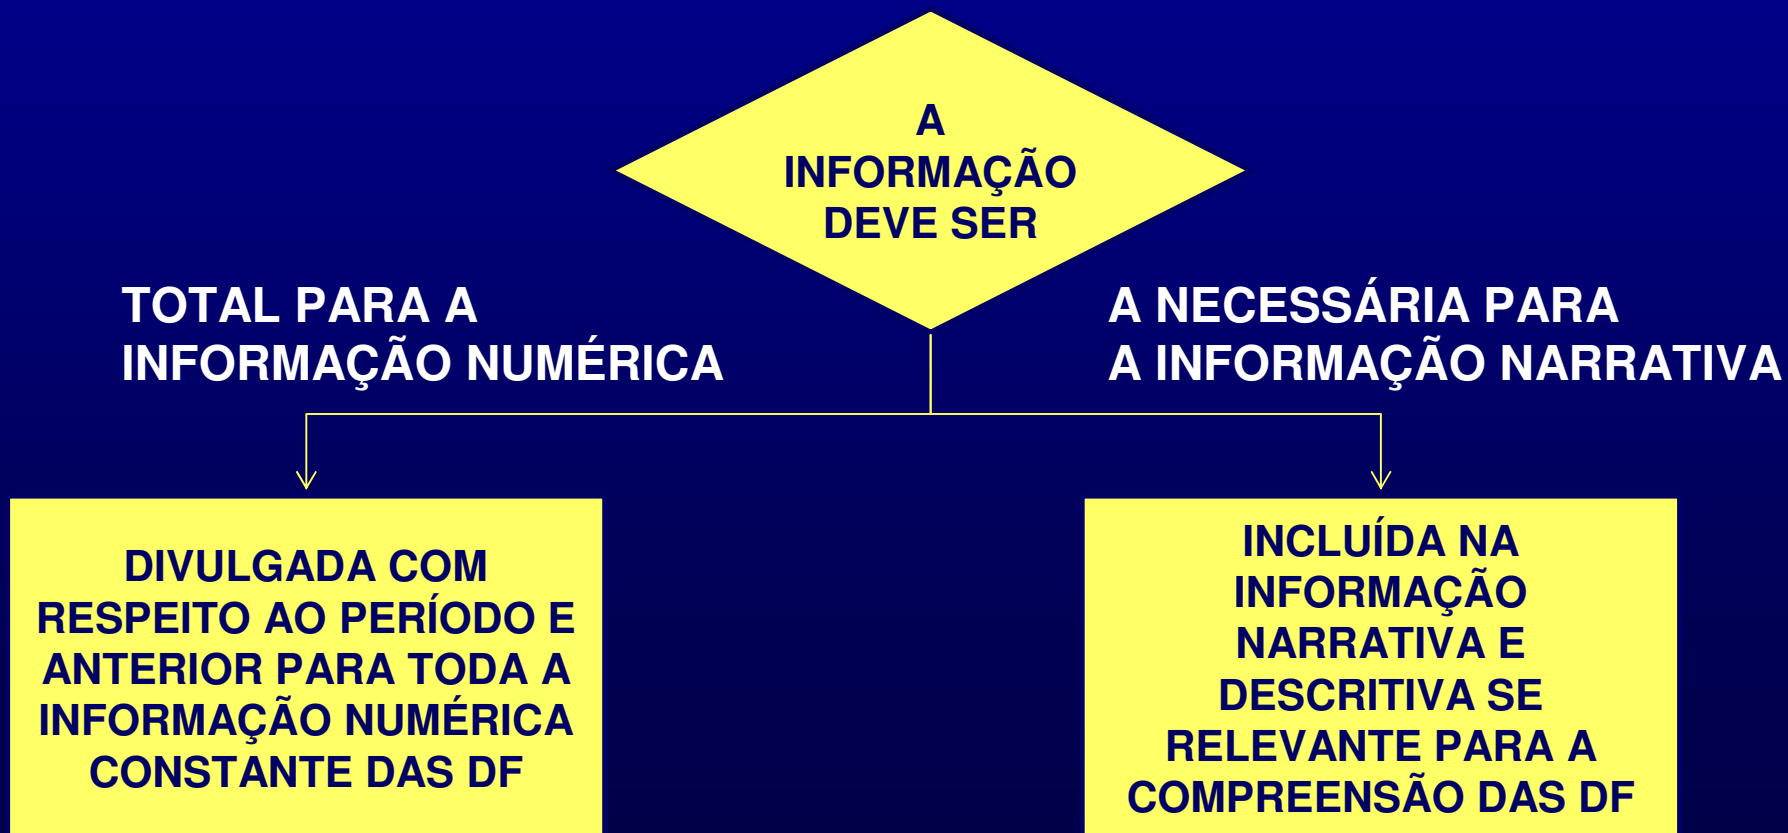 A
INFORMAÇÃO
DEVE SER
TOTAL PARA A
INFORMAÇÃO NUMÉRICA
A NECESSÁRIA PARA
A INFORMAÇÃO NARRATIVA
DIVULGADA COM
RESPEITO AO PERÍODO E
ANTERIOR PARA TODA A
INFORMAÇÃO NUMÉRICA
CONSTANTE DAS DF
INCLUÍDA NA
INFORMAÇÃO
NARRATIVA E
DESCRITIVA SE
RELEVANTE PARA A
COMPREENSÃO DAS DF